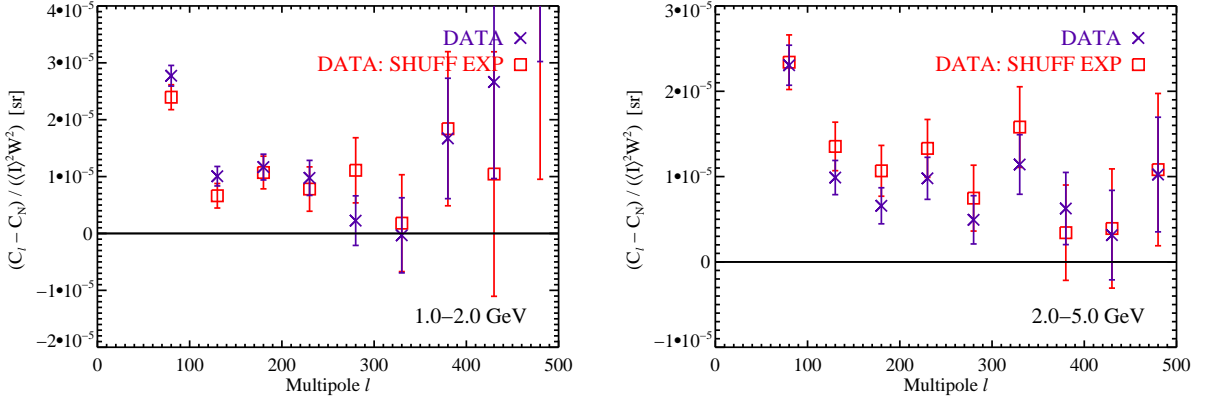 4•10⁻⁵
3•10⁻⁵
2•10⁻⁵
1•10⁻⁵
0
−1•10⁻⁵
−2•10⁻⁵
(C_l − C_N) / (⟨I⟩²W²) [sr]
DATA
DATA: SHUFF EXP
1.0–2.0 GeV
0 100 200 300 400 500
Multipole l
3•10⁻⁵
2•10⁻⁵
1•10⁻⁵
0
−1•10⁻⁵
(C_l − C_N) / (⟨I⟩²W²) [sr]
DATA
DATA: SHUFF EXP
2.0–5.0 GeV
0 100 200 300 400 500
Multipole l